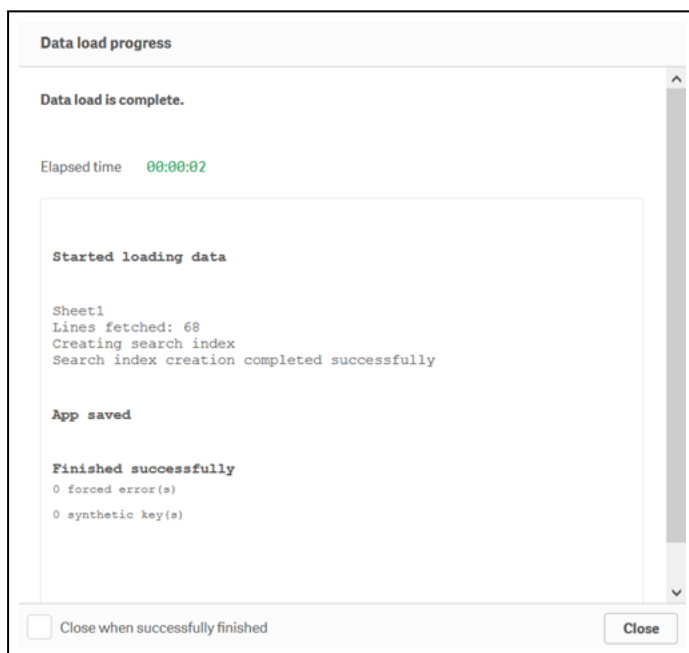 Data load progress
Data load is complete.
Elapsed time 00:00:02
Started loading data
Sheet1
Lines fetched: 68
Creating search index
Search index creation completed successfully
App saved
Finished successfully
0 forced error(s)
0 synthetic key(s)
Close when successfully finished
Close